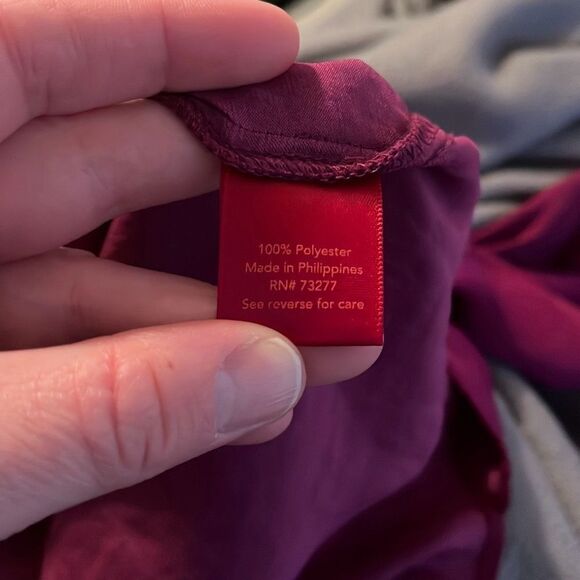 100% Polyester
Made in Philippines
RN# 73277
See reverse for care